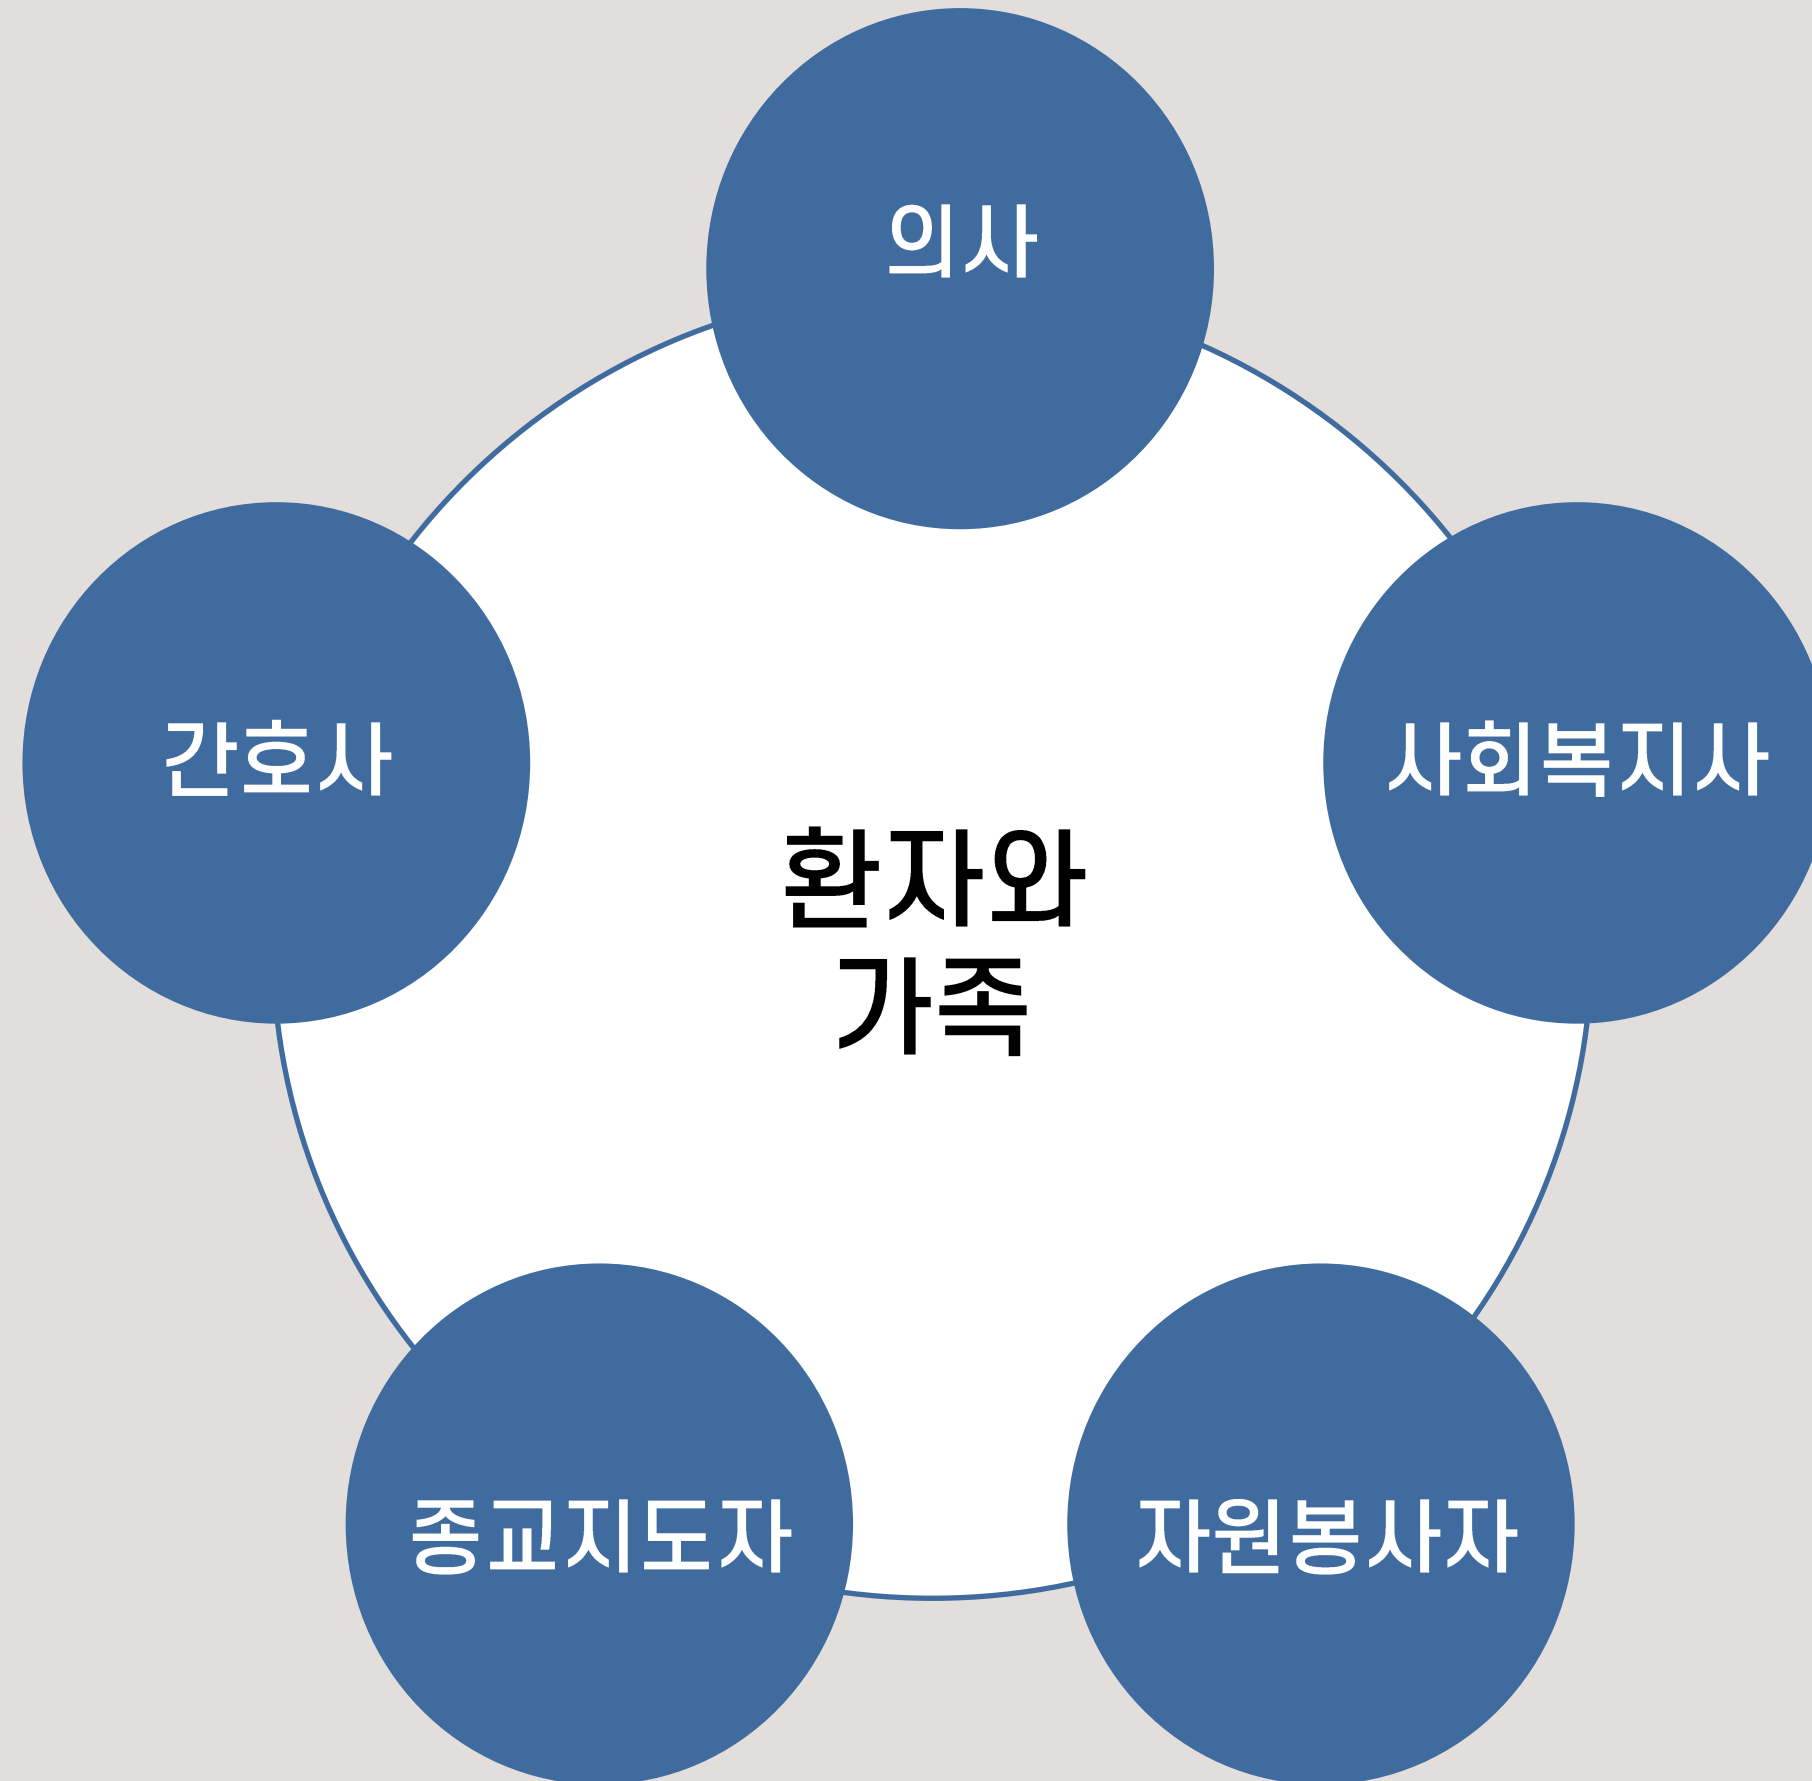 의사
간호사
사회복지사
환자와
가족
종교지도자
자원봉사자